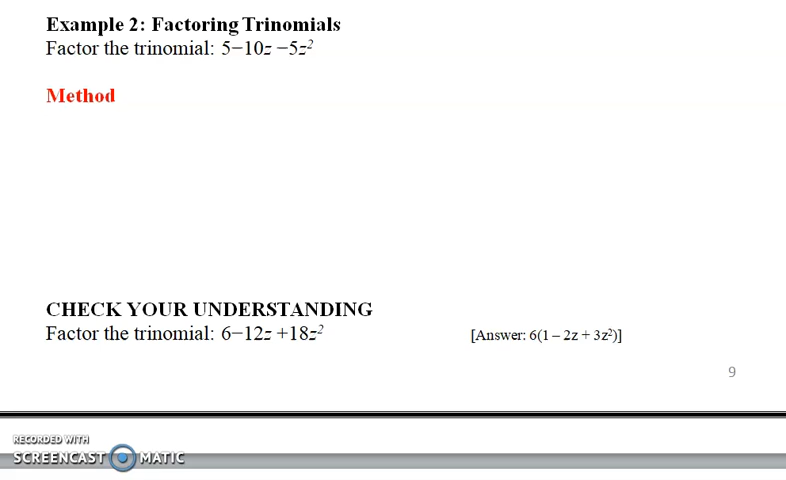 Example 2: Factoring Trinomials
Factor the trinomial: 5−10z −5z²
Method
CHECK YOUR UNDERSTANDING
Factor the trinomial: 6−12z +18z² [Answer: 6(1 – 2z + 3z²)]
9
RECORDED WITH
SCREENCAST MATIC